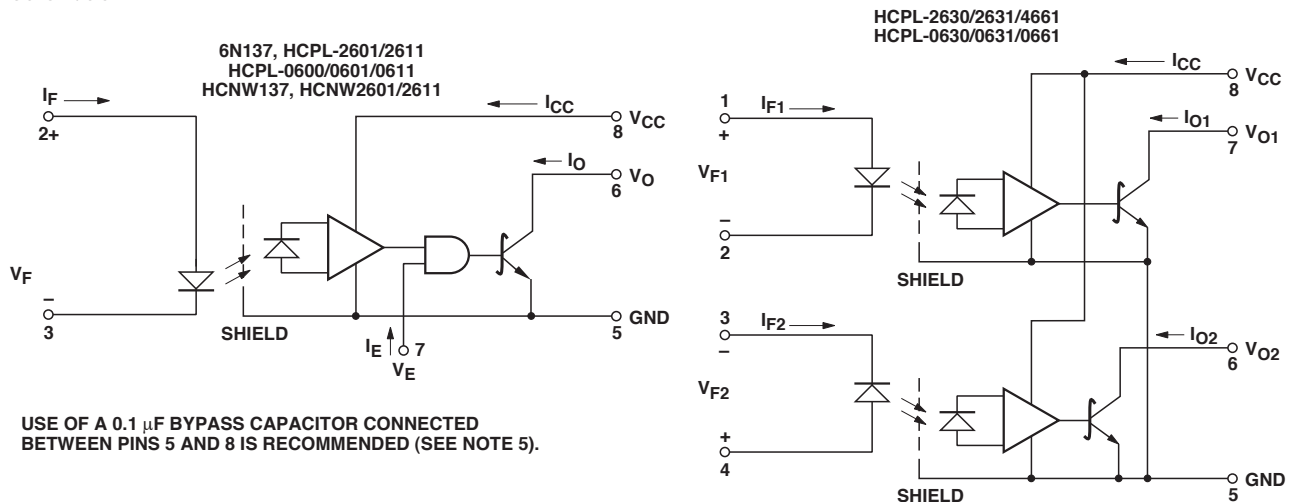 6N137, HCPL-2601/2611
HCPL-0600/0601/0611
HCNW137, HCNW2601/2611
IF
2+
ICC
VCC
8
IO
VO
6
VF
–
3
SHIELD
GND
5
IE
7
VE
USE OF A 0.1 μF BYPASS CAPACITOR CONNECTED
BETWEEN PINS 5 AND 8 IS RECOMMENDED (SEE NOTE 5).
HCPL-2630/2631/4661
HCPL-0630/0631/0661
ICC
VCC
8
1
IF1
+
IO1
VO1
7
VF1
–
2
SHIELD
3
IF2
–
IO2
VO2
6
VF2
+
4
GND
5
SHIELD